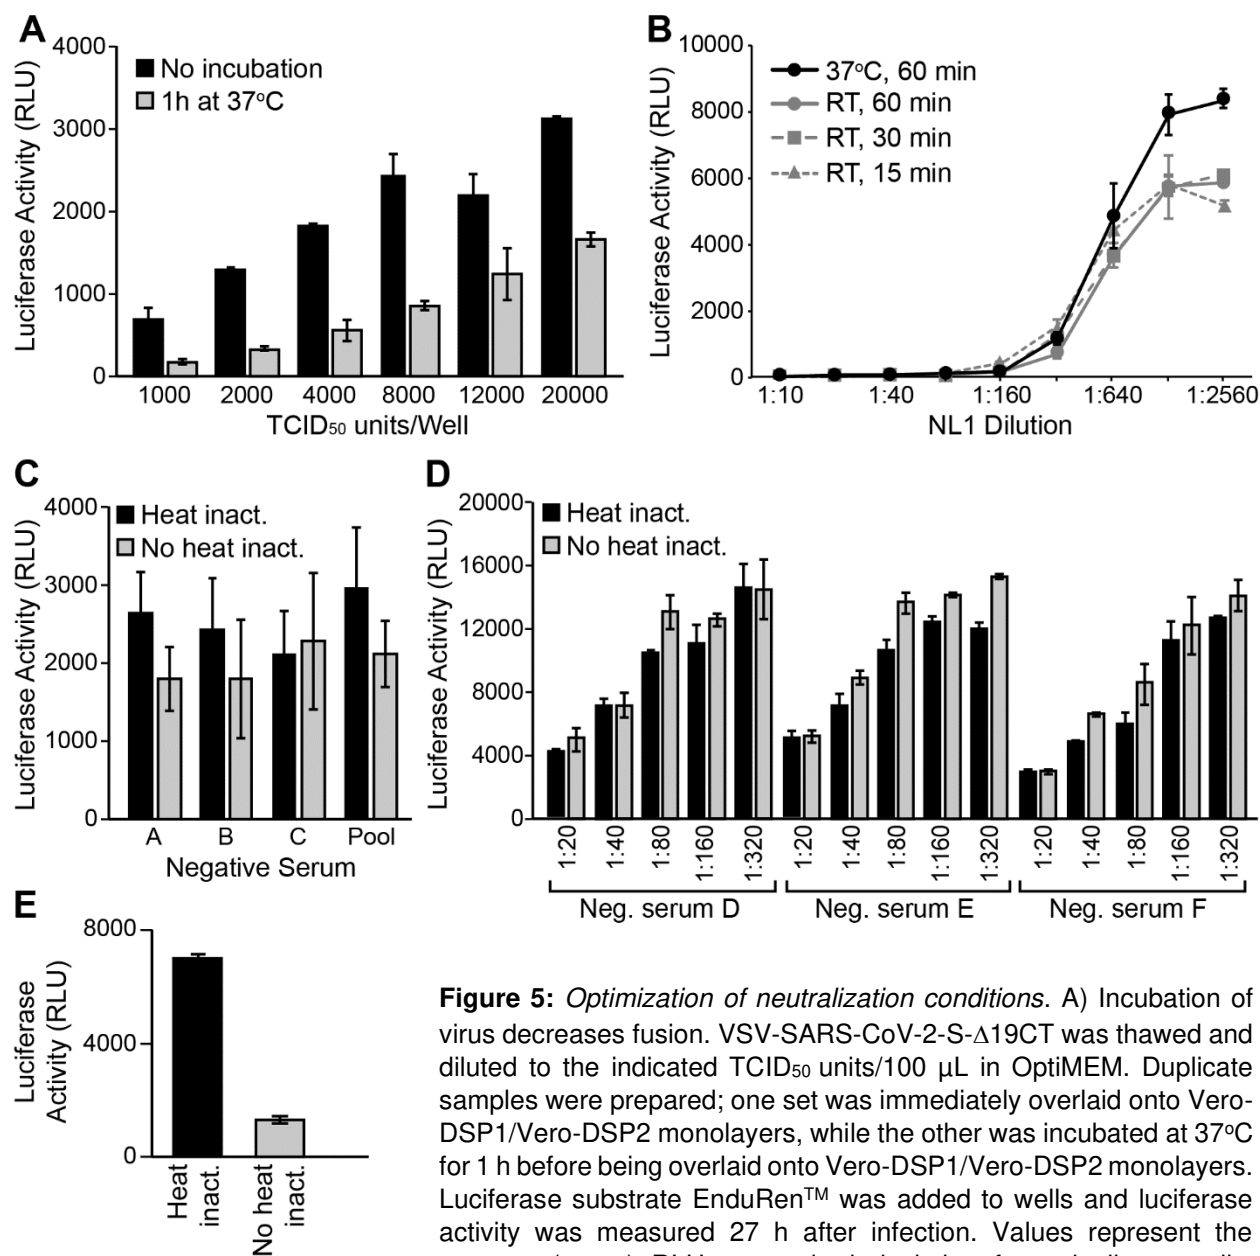 A
4000
3000
2000
1000
0
Luciferase Activity (RLU)
No incubation
1h at 37°C
1000 2000 4000 8000 12000 20000
TCID50 units/Well
B
10000
8000
6000
4000
2000
0
Luciferase Activity (RLU)
37°C, 60 min
RT, 60 min
RT, 30 min
RT, 15 min
1:10 1:40 1:160 1:640 1:2560
NL1 Dilution
C
4000
3000
2000
1000
0
Luciferase Activity (RLU)
Heat inact.
No heat inact.
A B C Pool
Negative Serum
D
20000
16000
12000
8000
4000
0
Luciferase Activity (RLU)
Heat inact.
No heat inact.
1:20 1:40 1:80 1:160 1:320 1:20 1:40 1:80 1:160 1:320 1:20 1:40 1:80 1:160 1:320
Neg. serum D Neg. serum E Neg. serum F
E
8000
4000
0
Luciferase
Activity (RLU)
Heat
inact.
No heat
inact.
Figure 5: Optimization of neutralization conditions. A) Incubation of
virus decreases fusion. VSV-SARS-CoV-2-S-Δ19CT was thawed and
diluted to the indicated TCID50 units/100 µL in OptiMEM. Duplicate
samples were prepared; one set was immediately overlaid onto Vero-
DSP1/Vero-DSP2 monolayers, while the other was incubated at 37°C
for 1 h before being overlaid onto Vero-DSP1/Vero-DSP2 monolayers.
Luciferase substrate EnduRen™ was added to wells and luciferase
activity was measured 27 h after infection. Values represent the